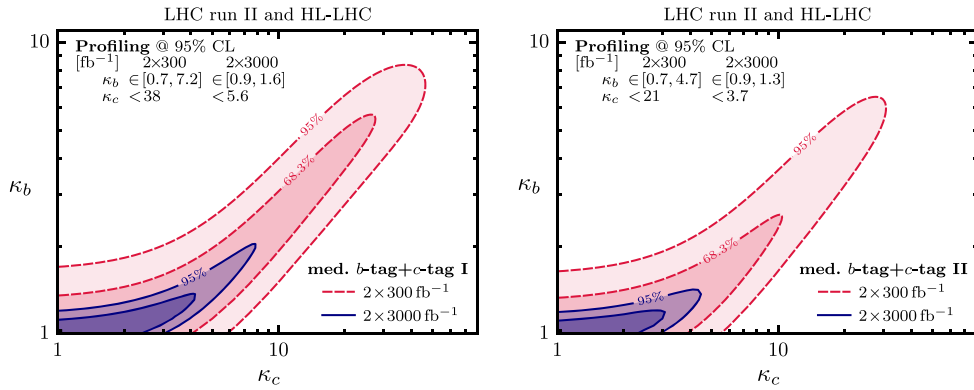 LHC run II and HL-LHC
10
Profiling @ 95% CL
[fb⁻¹] 2×300 2×3000
κ_b ∈[0.7, 7.2] ∈[0.9, 1.6]
κ_c <38 <5.6
95%
68.3%
95%
κ_b
med. b-tag+c-tag I
2×300 fb⁻¹
2×3000 fb⁻¹
1
1 10
κ_c
LHC run II and HL-LHC
10
Profiling @ 95% CL
[fb⁻¹] 2×300 2×3000
κ_b ∈[0.7, 4.7] ∈[0.9, 1.3]
κ_c <21 <3.7
95%
68.3%
95%
κ_b
med. b-tag+c-tag II
2×300 fb⁻¹
2×3000 fb⁻¹
1
1 10
κ_c